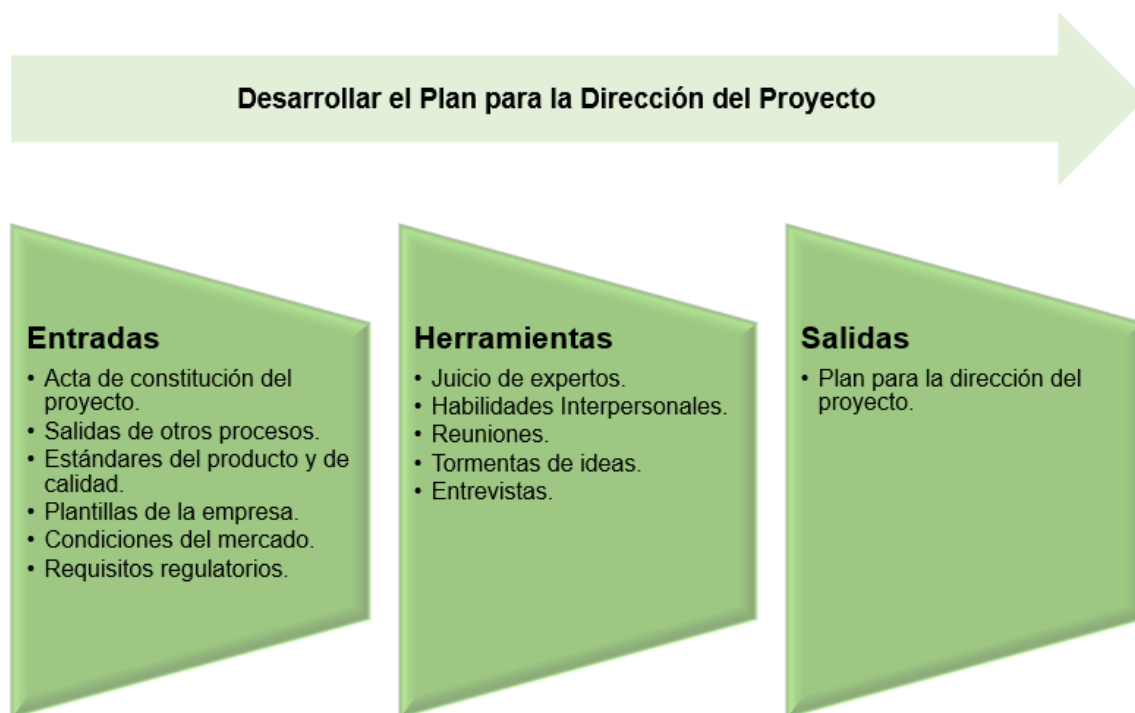 Desarrollar el Plan para la Dirección del Proyecto
Entradas
• Acta de constitución del
proyecto.
• Salidas de otros procesos.
• Estándares del producto y de
calidad.
• Plantillas de la empresa.
• Condiciones del mercado.
• Requisitos regulatorios.
Herramientas
• Juicio de expertos.
• Habilidades Interpersonales.
• Reuniones.
• Tormentas de ideas.
• Entrevistas.
Salidas
• Plan para la dirección del
proyecto.